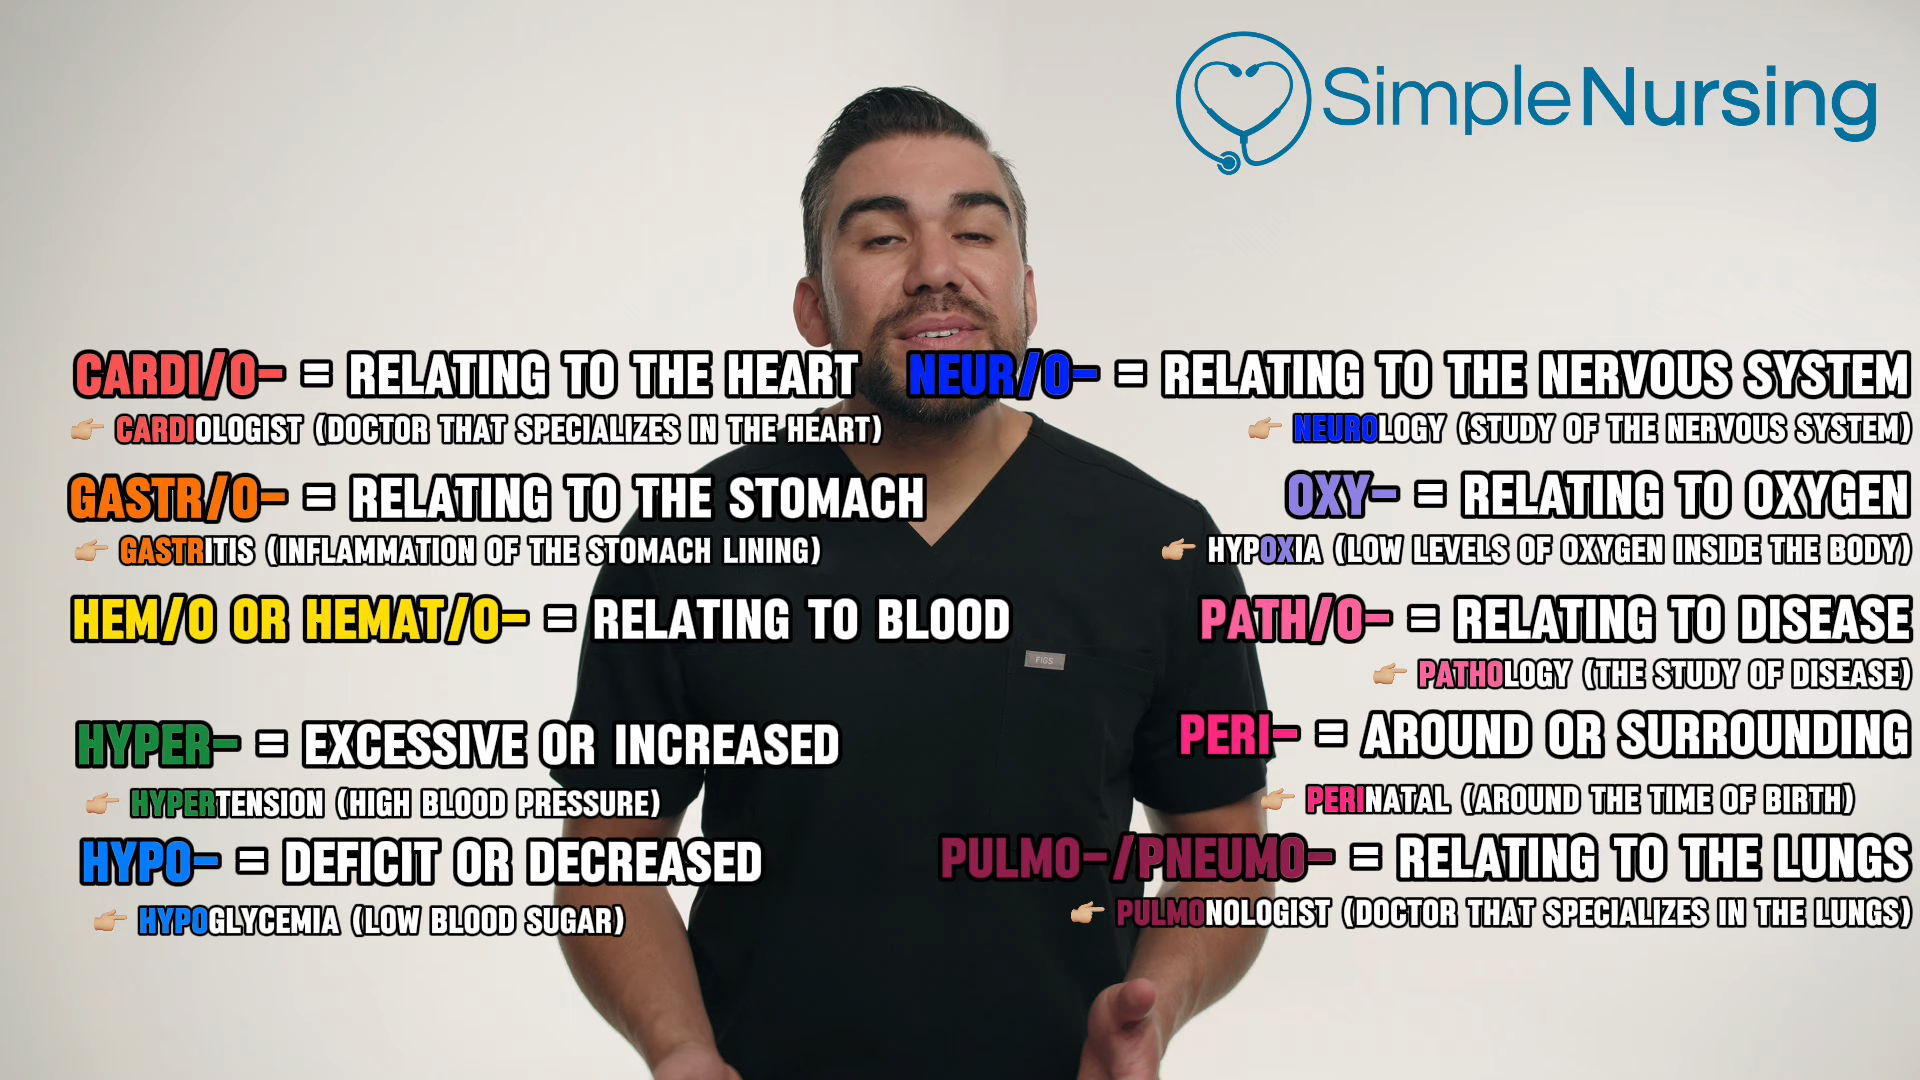 SimpleNursing
CARDI/O- = RELATING TO THE HEART
👉🏼 CARDIOLOGIST (DOCTOR THAT SPECIALIZES IN THE HEART)
GASTR/O- = RELATING TO THE STOMACH
👉🏼 GASTRITIS (INFLAMMATION OF THE STOMACH LINING)
HEM/O OR HEMAT/O- = RELATING TO BLOOD
HYPER- = EXCESSIVE OR INCREASED
👉🏼 HYPERTENSION (HIGH BLOOD PRESSURE)
HYPO- = DEFICIT OR DECREASED
👉🏼 HYPOGLYCEMIA (LOW BLOOD SUGAR)
NEUR/O- = RELATING TO THE NERVOUS SYSTEM
👉🏼 NEUROLOGY (STUDY OF THE NERVOUS SYSTEM)
OXY- = RELATING TO OXYGEN
👉🏼 HYPOXIA (LOW LEVELS OF OXYGEN INSIDE THE BODY)
PATH/O- = RELATING TO DISEASE
👉🏼 PATHOLOGY (THE STUDY OF DISEASE)
PERI- = AROUND OR SURROUNDING
👉🏼 PERINATAL (AROUND THE TIME OF BIRTH)
PULMO-/PNEUMO- = RELATING TO THE LUNGS
👉🏼 PULMONOLOGIST (DOCTOR THAT SPECIALIZES IN THE LUNGS)
FIGS